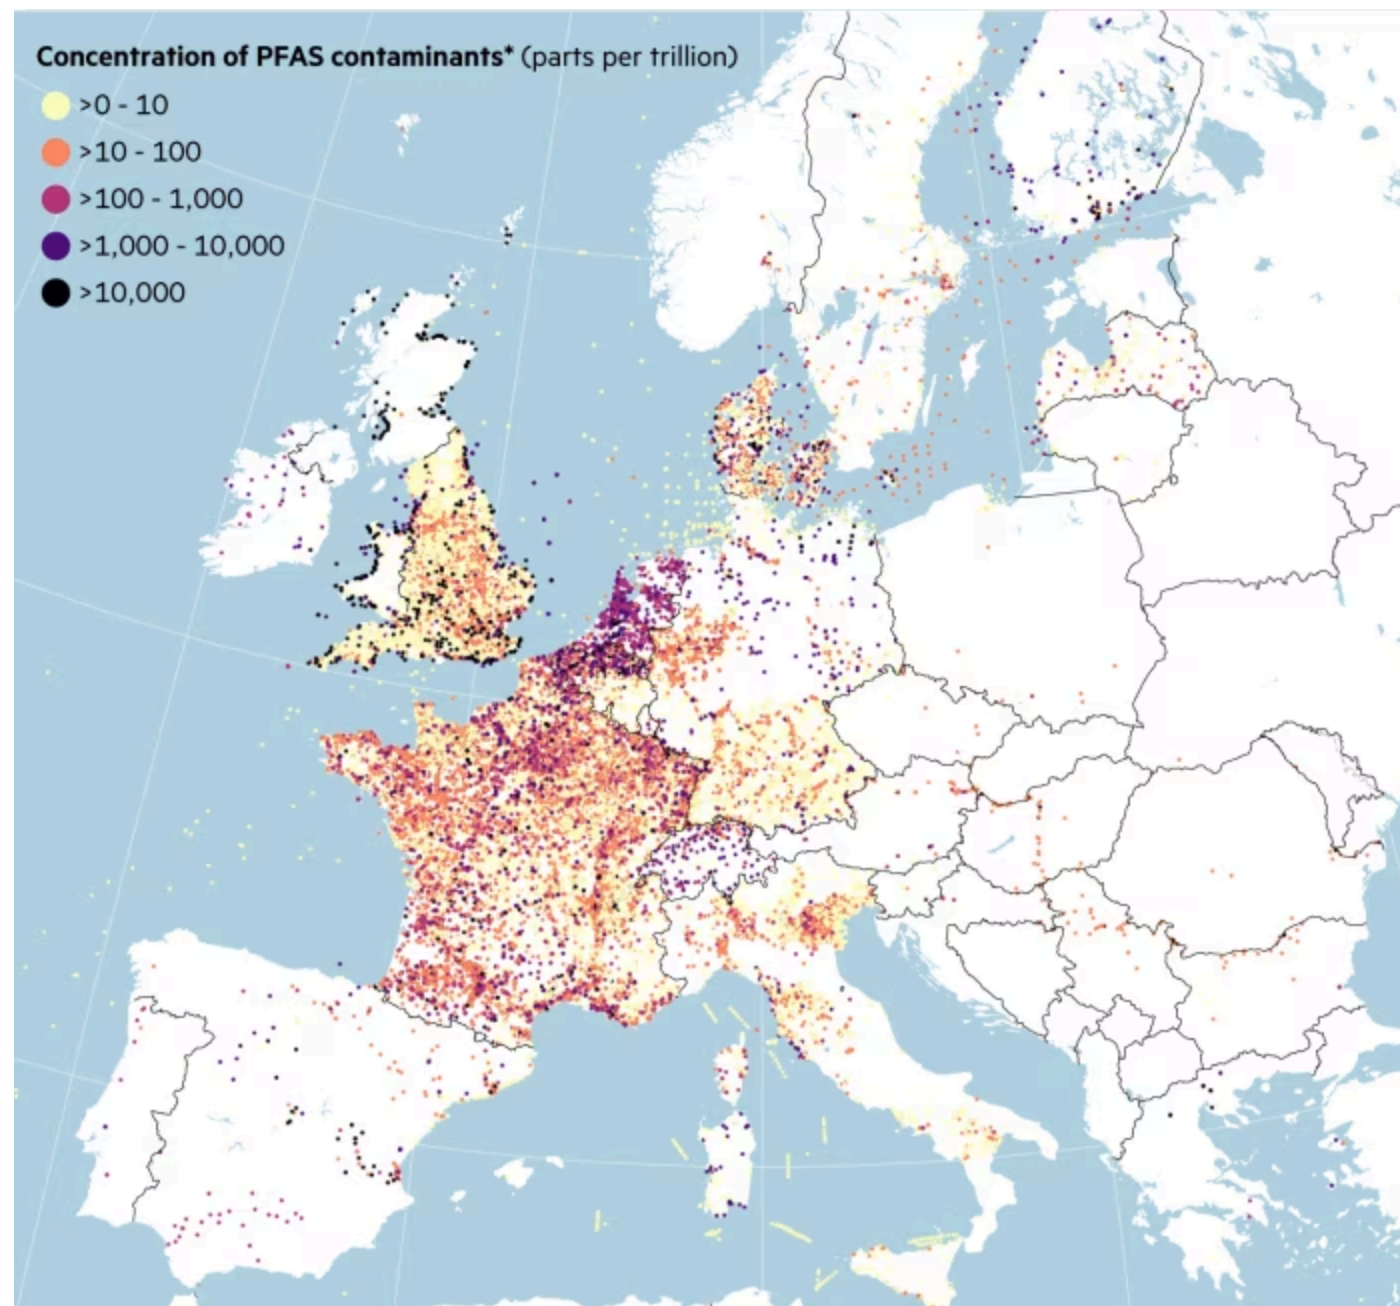 Concentration of PFAS contaminants* (parts per trillion)
>0 - 10
>10 - 100
>100 - 1,000
>1,000 - 10,000
>10,000